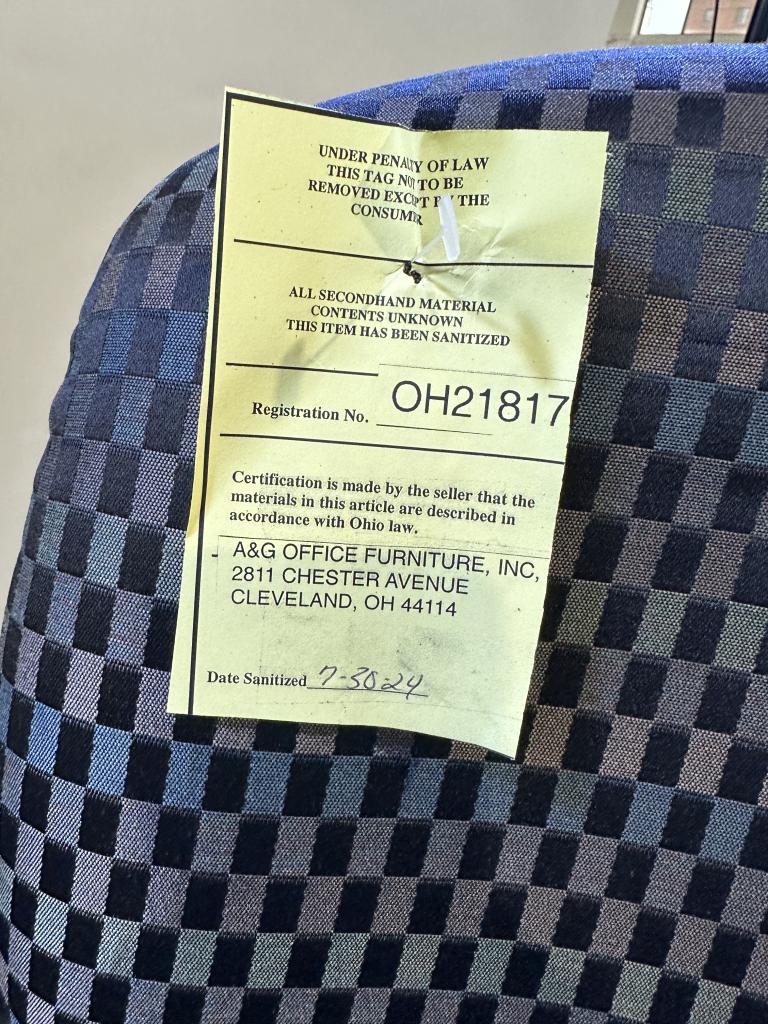 UNDER PENALTY OF LAW
THIS TAG NOT TO BE
REMOVED EXCEPT BY THE
CONSUMER
ALL SECONDHAND MATERIAL
CONTENTS UNKNOWN
THIS ITEM HAS BEEN SANITIZED
Registration No. OH21817
Certification is made by the seller that the
materials in this article are described in
accordance with Ohio law.
A&G OFFICE FURNITURE, INC,
2811 CHESTER AVENUE
CLEVELAND, OH 44114
Date Sanitized 7-30-24